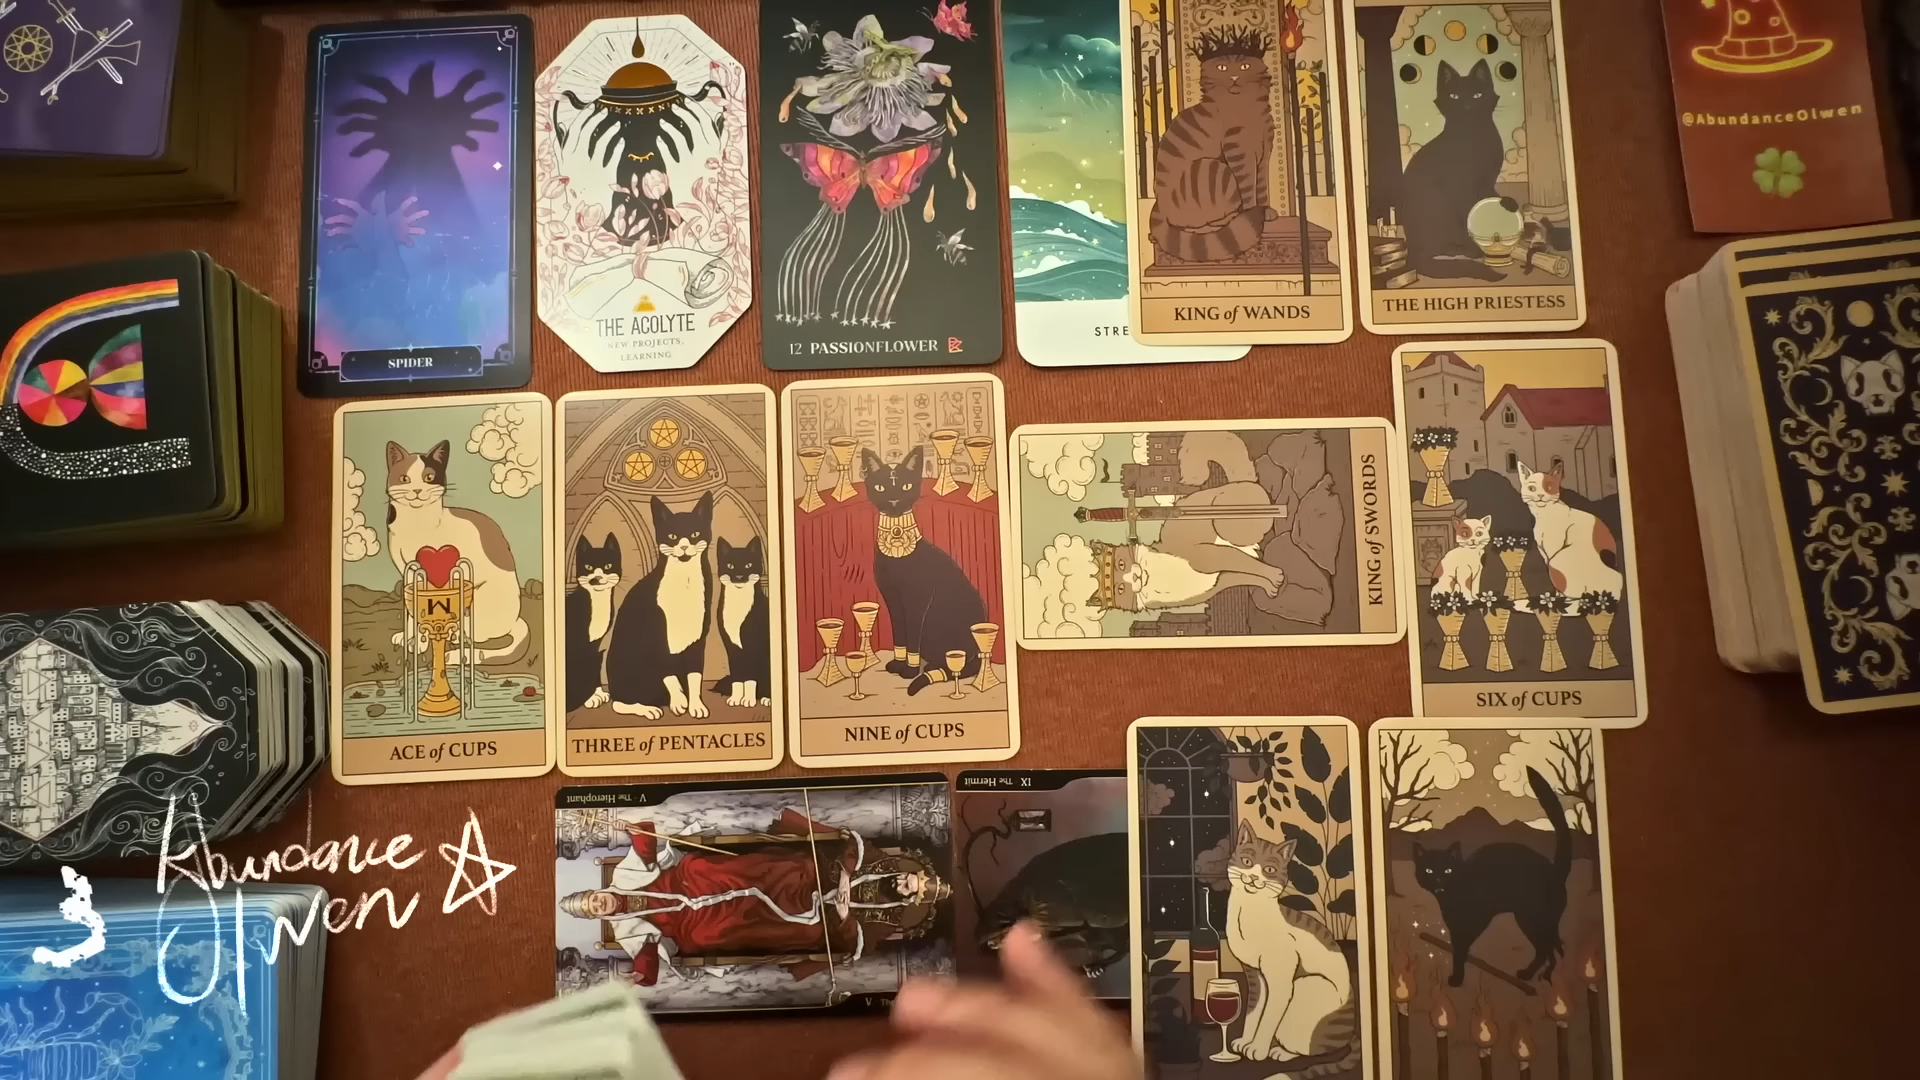 SPIDER
THE ACOLYTE
NEW PROJECTS,
LEARNING
12 PASSIONFLOWER
STRE
KING of WANDS
THE HIGH PRIESTESS
@AbundanceOlwen
ACE of CUPS
THREE of PENTACLES
NINE of CUPS
KING of SWORDS
SIX of CUPS
V The Hierophant
IX The Hermit
V
Abundance
Olwen